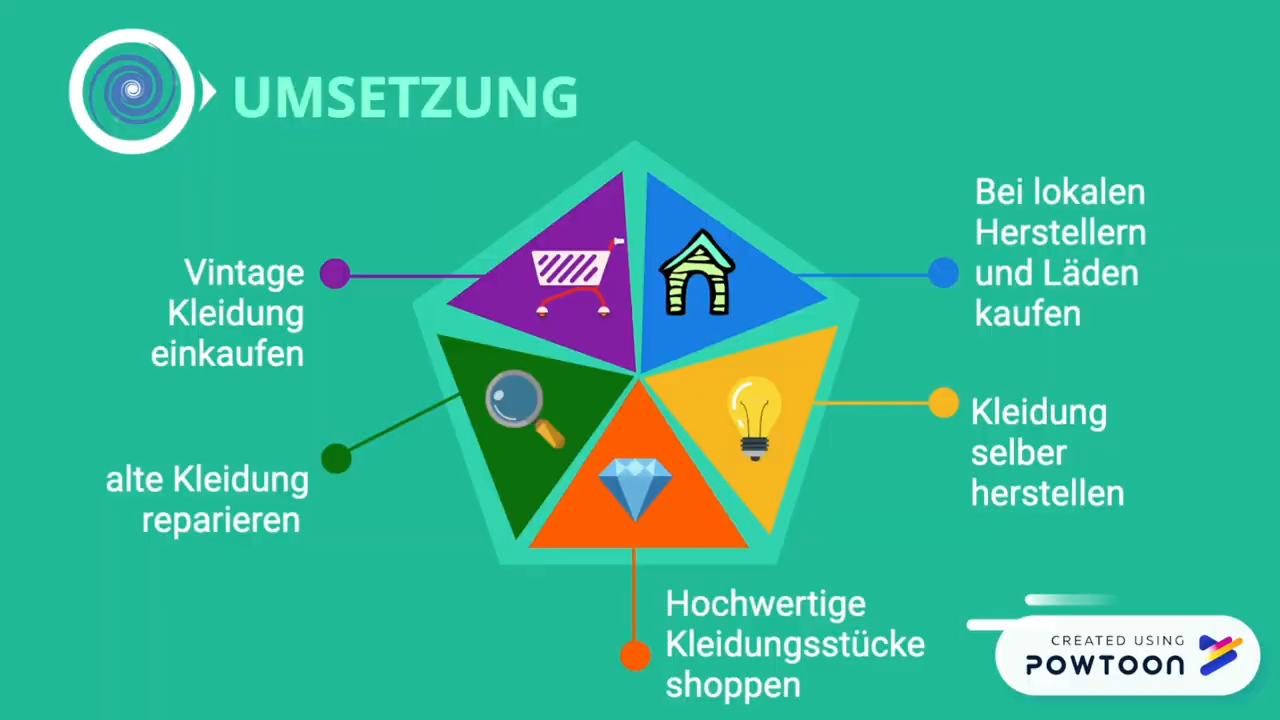 UMSETZUNG
Vintage
Kleidung
einkaufen
Bei lokalen
Herstellern
und Läden
kaufen
alte Kleidung
reparieren
Kleidung
selber
herstellen
Hochwertige
Kleidungsstücke
shoppen
CREATED USING
POWTOON